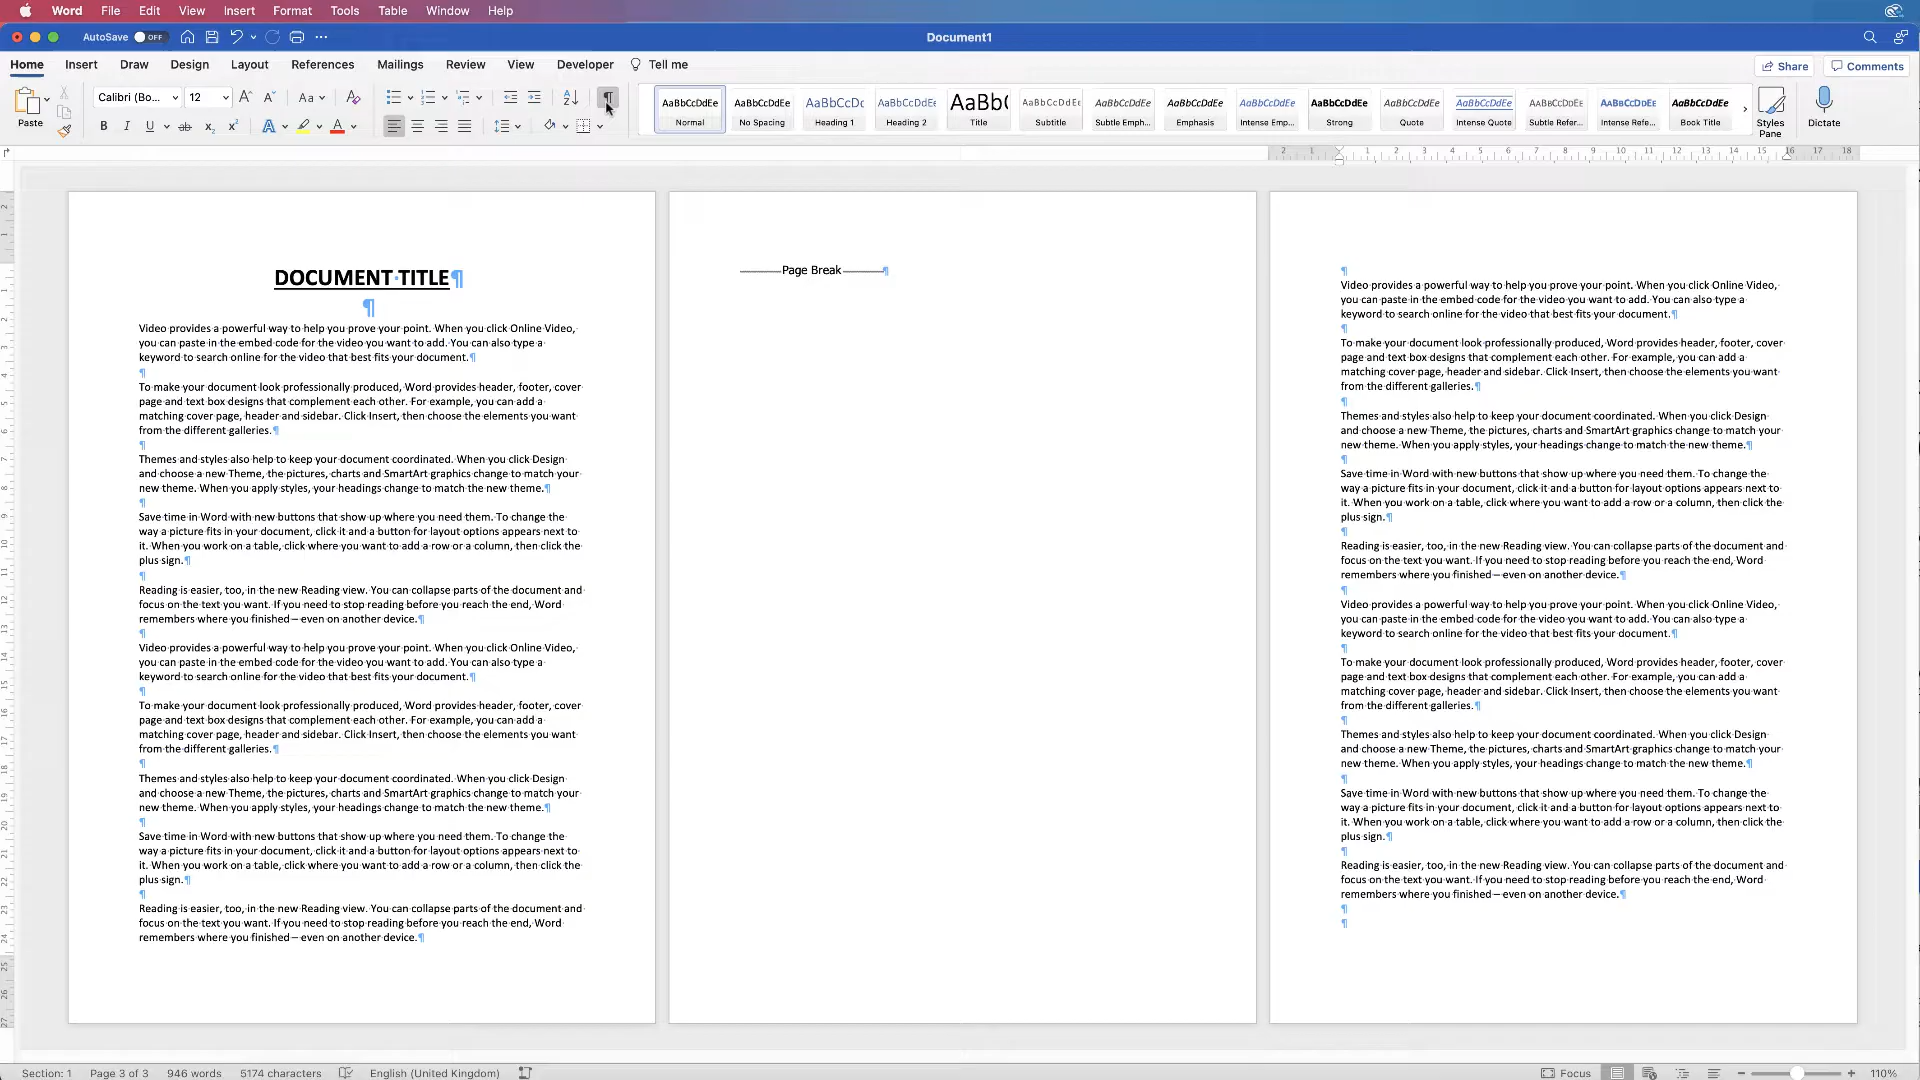 Word File Edit View Insert Format Tools Table Window Help
AutoSave OFF Document1
Home Insert Draw Design Layout References Mailings Review View Developer Tell me Share Comments
Paste Calibri (Bo... 12 Aa
AaBbCcDdEe AaBbCcDdEe AaBbCcDc AaBbCcDdEe AaBb( AaBbCcDdEe AaBbCcDdEe AaBbCcDdEe AaBbCcDdEe AaBbCcDdEe AaBbCcDdEe AaBbCcDdEe AaBbCcDdEe AaBbCcDdEe AaBbCcDdEe
Normal No Spacing Heading 1 Heading 2 Title Subtitle Subtle Emph... Emphasis Intense Emp... Strong Quote Intense Quote Subtle Refer... Intense Refe... Book Title
Styles Pane Dictate
2 1 1 2 3 4 5 6 7 8 9 10 11 12 13 14 15 16 17 18
DOCUMENT TITLE¶
¶
Video provides a powerful way to help you prove your point. When you click Online Video,
you can paste in the embed code for the video you want to add. You can also type a
keyword to search online for the video that best fits your document.¶
¶
To make your document look professionally produced, Word provides header, footer, cover
page and text box designs that complement each other. For example, you can add a
matching cover page, header and sidebar. Click Insert, then choose the elements you want
from the different galleries.¶
¶
Themes and styles also help to keep your document coordinated. When you click Design
and choose a new Theme, the pictures, charts and SmartArt graphics change to match your
new theme. When you apply styles, your headings change to match the new theme.¶
¶
Save time in Word with new buttons that show up where you need them. To change the
way a picture fits in your document, click it and a button for layout options appears next to
it. When you work on a table, click where you want to add a row or a column, then click the
plus sign.¶
¶
Reading is easier, too, in the new Reading view. You can collapse parts of the document and
focus on the text you want. If you need to stop reading before you reach the end, Word
remembers where you finished – even on another device.¶
¶
Video provides a powerful way to help you prove your point. When you click Online Video,
you can paste in the embed code for the video you want to add. You can also type a
keyword to search online for the video that best fits your document.¶
¶
To make your document look professionally produced, Word provides header, footer, cover
page and text box designs that complement each other. For example, you can add a
matching cover page, header and sidebar. Click Insert, then choose the elements you want
from the different galleries.¶
¶
Themes and styles also help to keep your document coordinated. When you click Design
and choose a new Theme, the pictures, charts and SmartArt graphics change to match your
new theme. When you apply styles, your headings change to match the new theme.¶
¶
Save time in Word with new buttons that show up where you need them. To change the
way a picture fits in your document, click it and a button for layout options appears next to
it. When you work on a table, click where you want to add a row or a column, then click the
plus sign.¶
¶
Reading is easier, too, in the new Reading view. You can collapse parts of the document and
focus on the text you want. If you need to stop reading before you reach the end, Word
remembers where you finished – even on another device.¶
Page Break¶
¶
Video provides a powerful way to help you prove your point. When you click Online Video,
you can paste in the embed code for the video you want to add. You can also type a
keyword to search online for the video that best fits your document.¶
¶
To make your document look professionally produced, Word provides header, footer, cover
page and text box designs that complement each other. For example, you can add a
matching cover page, header and sidebar. Click Insert, then choose the elements you want
from the different galleries.¶
¶
Themes and styles also help to keep your document coordinated. When you click Design
and choose a new Theme, the pictures, charts and SmartArt graphics change to match your
new theme. When you apply styles, your headings change to match the new theme.¶
¶
Save time in Word with new buttons that show up where you need them. To change the
way a picture fits in your document, click it and a button for layout options appears next to
it. When you work on a table, click where you want to add a row or a column, then click the
plus sign.¶
¶
Reading is easier, too, in the new Reading view. You can collapse parts of the document and
focus on the text you want. If you need to stop reading before you reach the end, Word
remembers where you finished – even on another device.¶
¶
Video provides a powerful way to help you prove your point. When you click Online Video,
you can paste in the embed code for the video you want to add. You can also type a
keyword to search online for the video that best fits your document.¶
¶
To make your document look professionally produced, Word provides header, footer, cover
page and text box designs that complement each other. For example, you can add a
matching cover page, header and sidebar. Click Insert, then choose the elements you want
from the different galleries.¶
¶
Themes and styles also help to keep your document coordinated. When you click Design
and choose a new Theme, the pictures, charts and SmartArt graphics change to match your
new theme. When you apply styles, your headings change to match the new theme.¶
¶
Save time in Word with new buttons that show up where you need them. To change the
way a picture fits in your document, click it and a button for layout options appears next to
it. When you work on a table, click where you want to add a row or a column, then click the
plus sign.¶
¶
Reading is easier, too, in the new Reading view. You can collapse parts of the document and
focus on the text you want. If you need to stop reading before you reach the end, Word
remembers where you finished – even on another device.¶
¶
¶
Section: 1 Page 3 of 3 946 words 5174 characters English (United Kingdom) Focus 110%